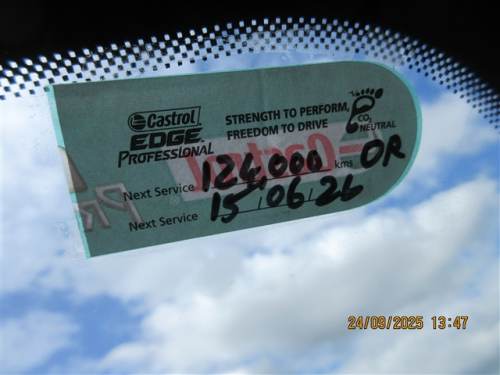 Castrol
EDGE
PROFESSIONAL
STRENGTH TO PERFORM,
FREEDOM TO DRIVE
CO2
NEUTRAL
Next Service 124,000 kms OR
Next Service 15/06/26
24/09/2025 13:47